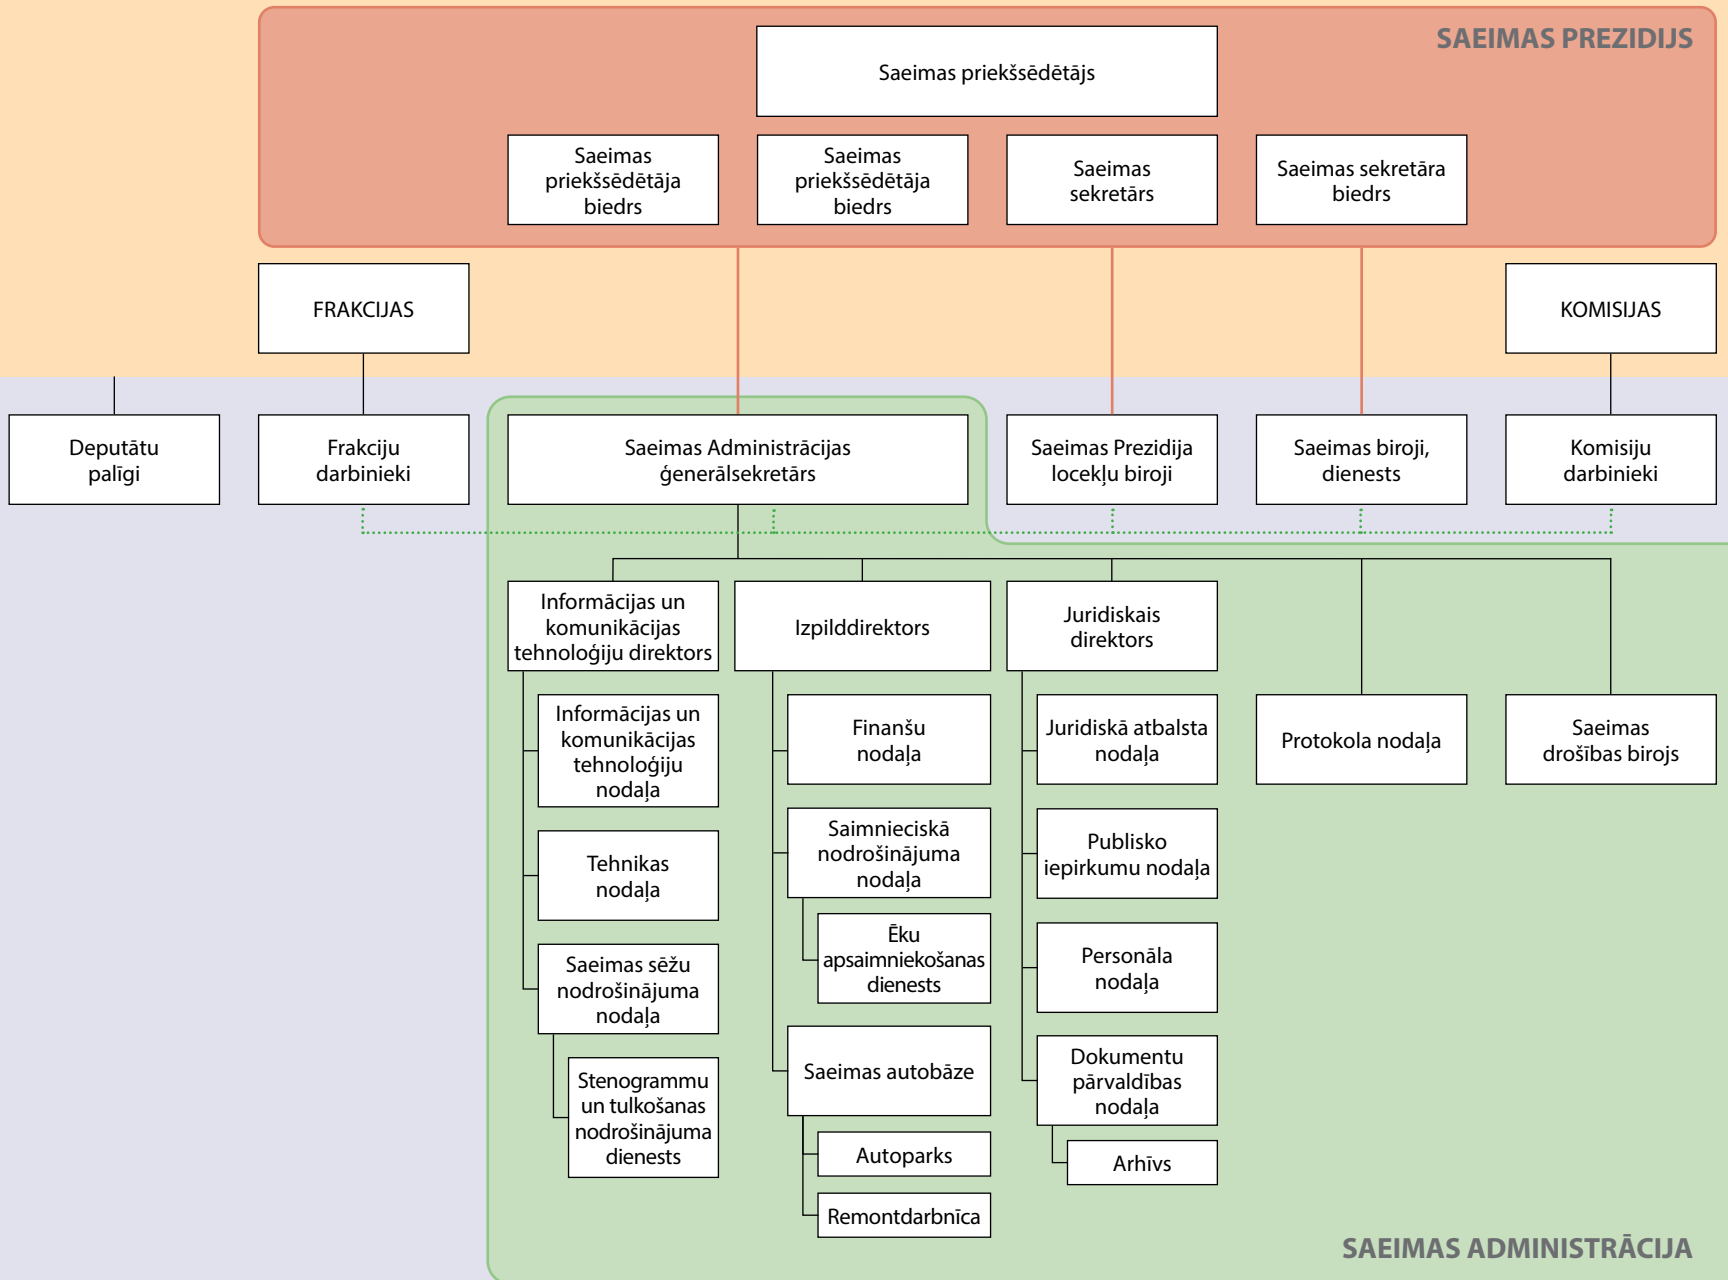 SAEIMAS PREZIDIJS
Saeimas priekšsēdētājs
Saeimas
priekšsēdētāja
biedrs
Saeimas
priekšsēdētāja
biedrs
Saeimas
sekretārs
Saeimas sekretāra
biedrs
FRAKCIJAS
KOMISIJAS
Deputātu
palīgi
Frakciju
darbinieki
Saeimas Administrācijas
ģenerālsekretārs
Saeimas Prezidija
locekļu biroji
Saeimas biroji,
dienests
Komisiju
darbinieki
Informācijas un
komunikācijas
tehnoloģiju direktors
Informācijas un
komunikācijas
tehnoloģiju
nodaļa
Tehnikas
nodaļa
Saeimas sēžu
nodrošinājuma
nodaļa
Stenogrammu
un tulkošanas
nodrošinājuma
dienests
Izpilddirektors
Finanšu
nodaļa
Saimnieciskā
nodrošinājuma
nodaļa
Ēku
apsaimniekošanas
dienests
Saeimas autobāze
Autoparks
Remontdarbnīca
Juridiskais
direktors
Juridiskā atbalsta
nodaļa
Publisko
iepirkumu nodaļa
Personāla
nodaļa
Dokumentu
pārvaldības
nodaļa
Arhīvs
Protokola nodaļa
Saeimas
drošības birojs
SAEIMAS ADMINISTRĀCIJA